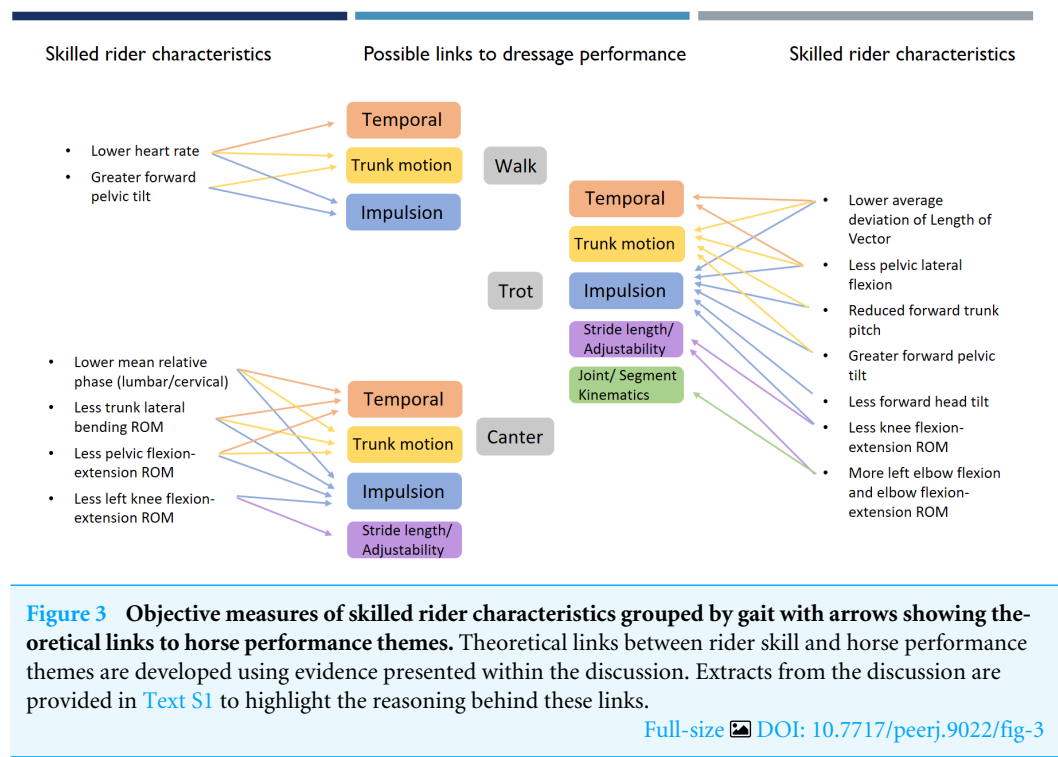 Skilled rider characteristics
Possible links to dressage performance
Skilled rider characteristics
• Lower heart rate
• Greater forward
pelvic tilt
Temporal
Trunk motion
Impulsion
Walk
Trot
Temporal
Trunk motion
Impulsion
Stride length/
Adjustability
Joint/ Segment
Kinematics
• Lower average
deviation of Length of
Vector
• Less pelvic lateral
flexion
• Reduced forward trunk
pitch
• Greater forward pelvic
tilt
• Less forward head tilt
• Less knee flexion-
extension ROM
• More left elbow flexion
and elbow flexion-
extension ROM
• Lower mean relative
phase (lumbar/cervical)
• Less trunk lateral
bending ROM
• Less pelvic flexion-
extension ROM
• Less left knee flexion-
extension ROM
Temporal
Trunk motion
Impulsion
Stride length/
Adjustability
Canter
Figure 3 Objective measures of skilled rider characteristics grouped by gait with arrows showing the-
oretical links to horse performance themes. Theoretical links between rider skill and horse performance
themes are developed using evidence presented within the discussion. Extracts from the discussion are
provided in Text S1 to highlight the reasoning behind these links.
Full-size DOI: 10.7717/peerj.9022/fig-3